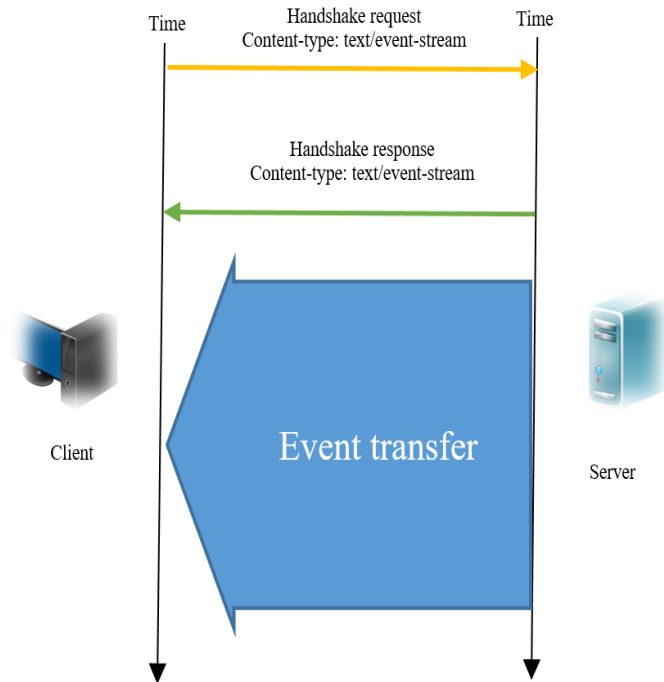 Time
Handshake request
Content-type: text/event-stream
Time
Handshake response
Content-type: text/event-stream
Event transfer
Client
Server